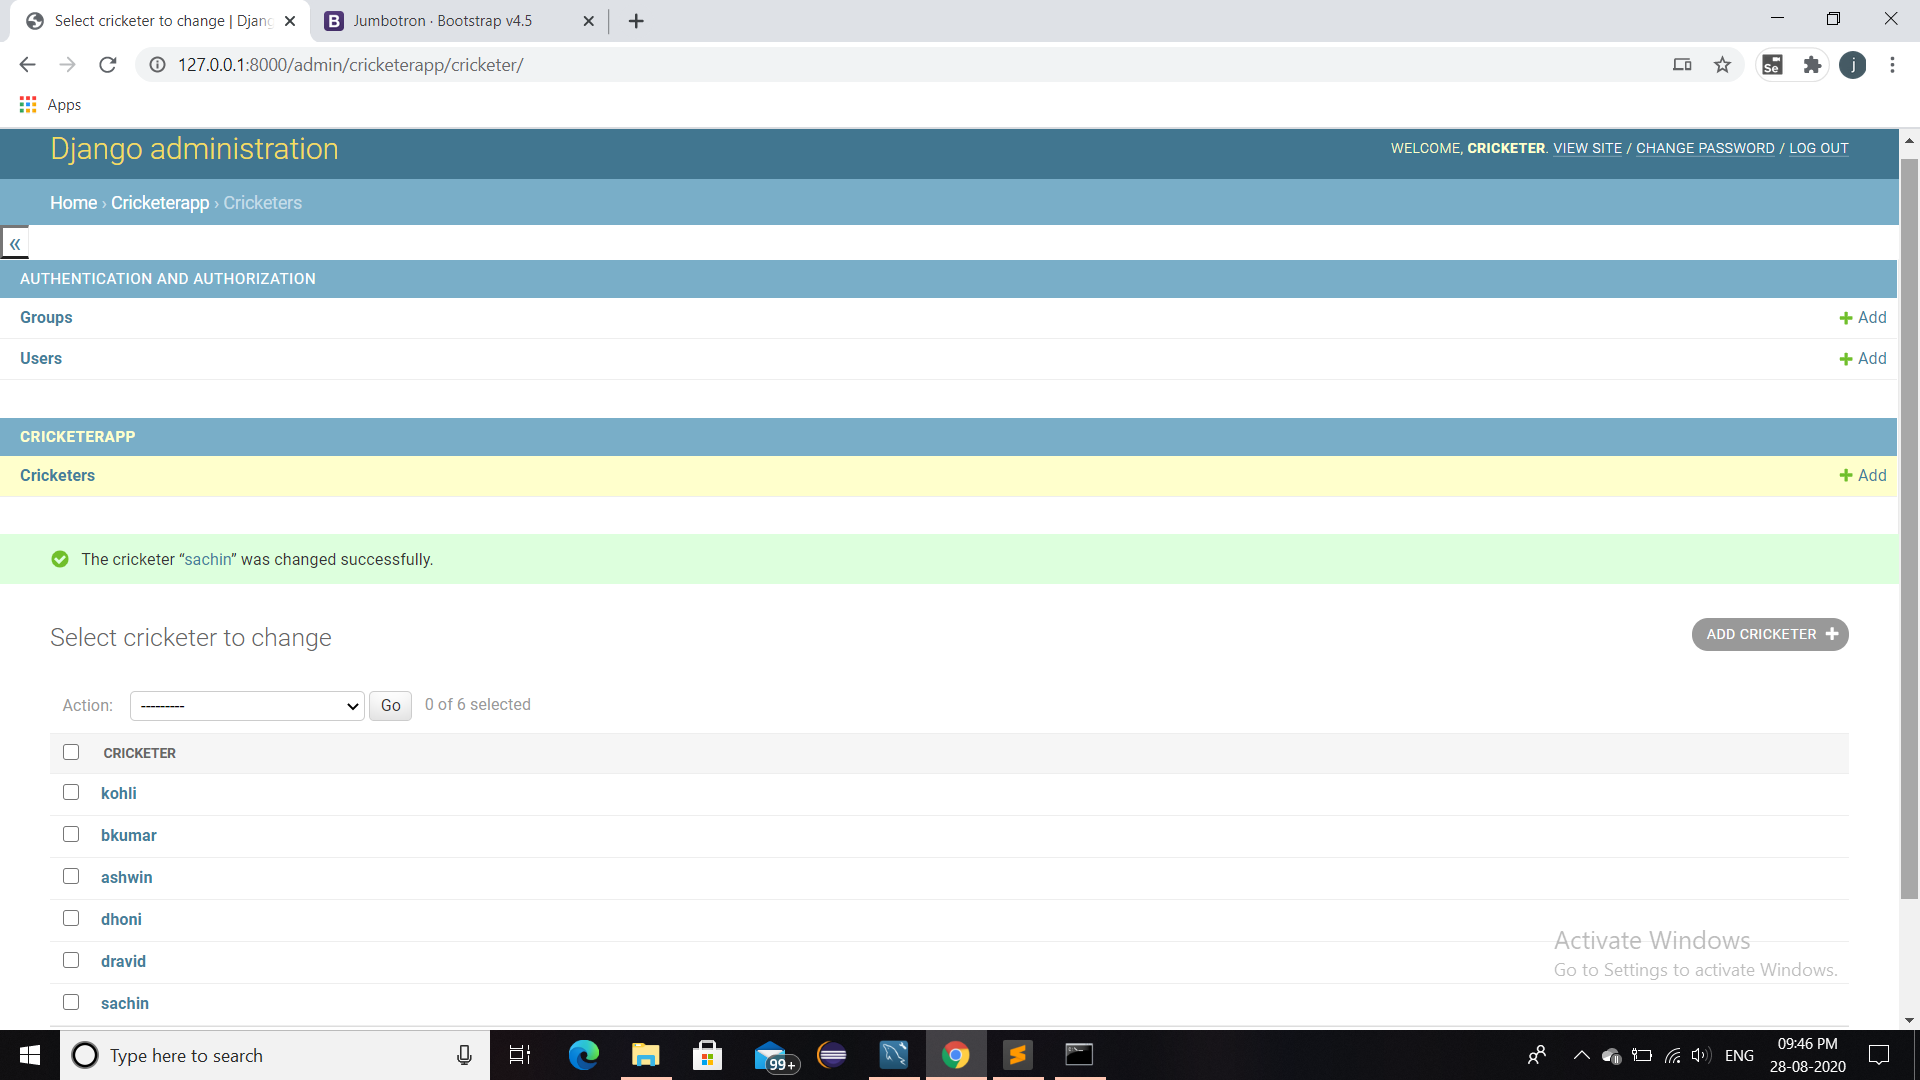 Select cricketer to change | Djang
Jumbotron · Bootstrap v4.5
127.0.0.1:8000/admin/cricketerapp/cricketer/
Se
j
Apps
Django administration
WELCOME, CRICKETER. VIEW SITE / CHANGE PASSWORD / LOG OUT
Home › Cricketerapp › Cricketers
«
AUTHENTICATION AND AUTHORIZATION
Groups
Add
Users
Add
CRICKETERAPP
Cricketers
Add
The cricketer “sachin” was changed successfully.
Select cricketer to change
ADD CRICKETER
Action: --------- Go 0 of 6 selected
CRICKETER
kohli
bkumar
ashwin
dhoni
dravid
sachin
Activate Windows
Go to Settings to activate Windows.
Type here to search
99+
ENG
09:46 PM
28-08-2020